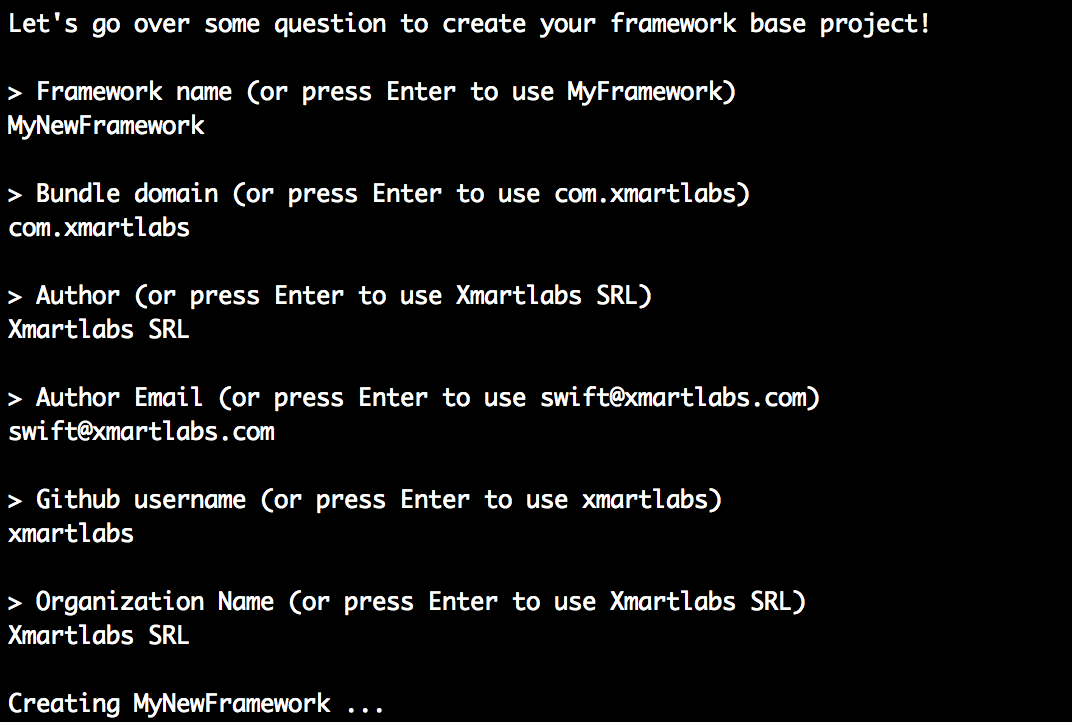 Let's go over some question to create your framework base project!
> Framework name (or press Enter to use MyFramework)
MyNewFramework
> Bundle domain (or press Enter to use com.xmartlabs)
com.xmartlabs
> Author (or press Enter to use Xmartlabs SRL)
Xmartlabs SRL
> Author Email (or press Enter to use swift@xmartlabs.com)
swift@xmartlabs.com
> Github username (or press Enter to use xmartlabs)
xmartlabs
> Organization Name (or press Enter to use Xmartlabs SRL)
Xmartlabs SRL
Creating MyNewFramework ...